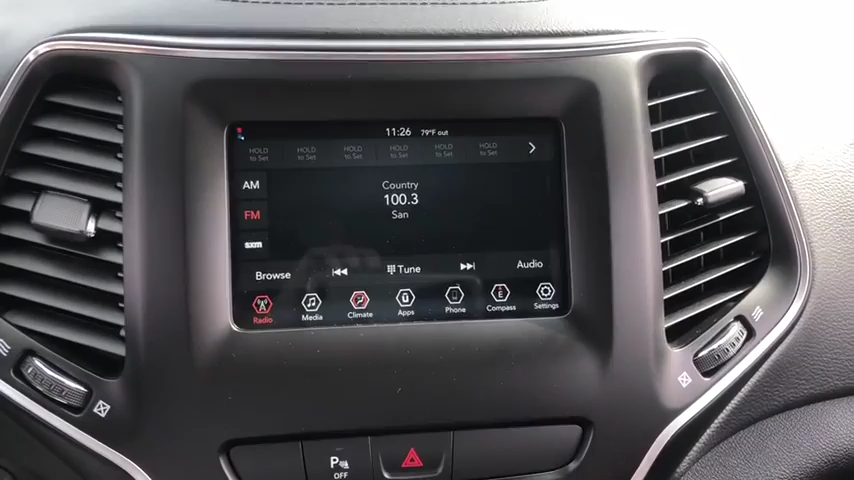 11:26 79°F out
HOLD to Set HOLD to Set HOLD to Set HOLD to Set HOLD to Set HOLD to Set
AM
Country
100.3
FM
San
sxm
Browse Tune Audio
Radio Media Climate Apps Phone Compass Settings
E
P
OFF